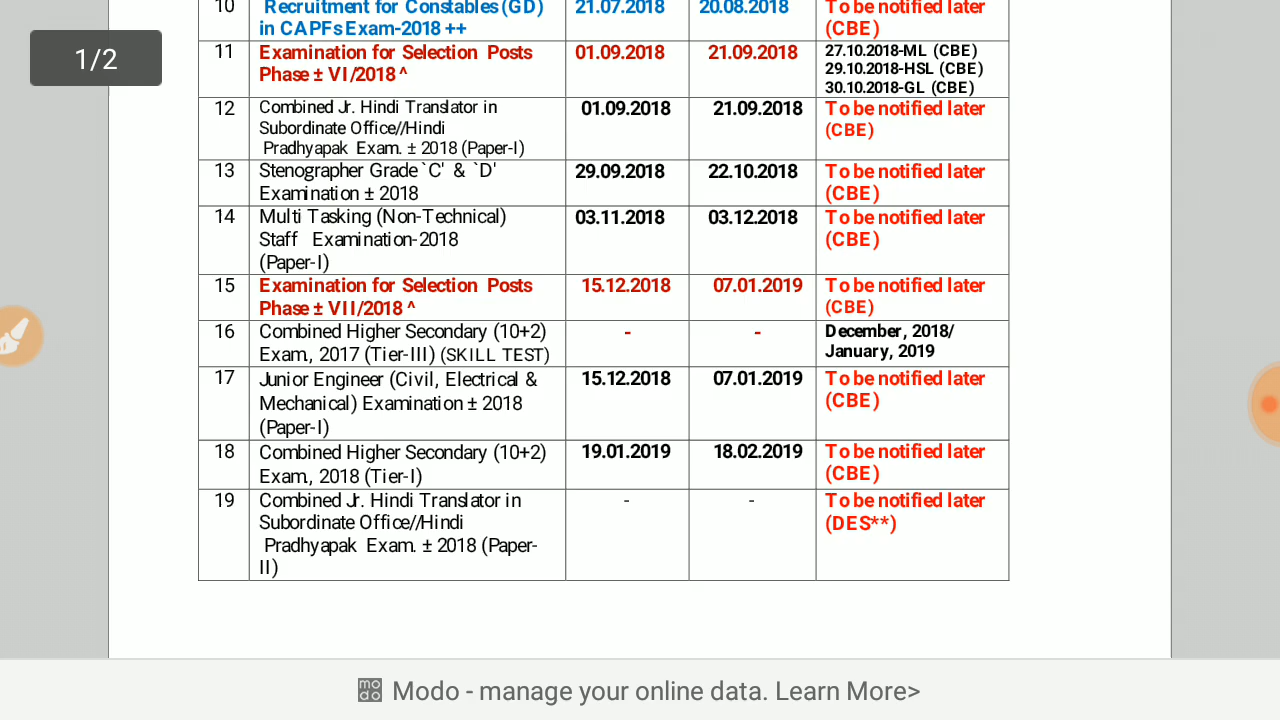 1/2
10 Recruitment for Constables (GD) 21.07.2018 20.08.2018 To be notified later
in CAPFs Exam-2018 ++ (CBE)
11 Examination for Selection Posts 01.09.2018 21.09.2018 27.10.2018-ML (CBE)
Phase ± VI/2018 ^ 29.10.2018-HSL (CBE)
30.10.2018-GL (CBE)
12 Combined Jr. Hindi Translator in 01.09.2018 21.09.2018 To be notified later
Subordinate Office//Hindi (CBE)
Pradhyapak Exam. ± 2018 (Paper-I)
13 Stenographer Grade `C' & `D' 29.09.2018 22.10.2018 To be notified later
Examination ± 2018 (CBE)
14 Multi Tasking (Non-Technical) 03.11.2018 03.12.2018 To be notified later
Staff Examination-2018 (CBE)
(Paper-I)
15 Examination for Selection Posts 15.12.2018 07.01.2019 To be notified later
Phase ± VII/2018 ^ (CBE)
16 Combined Higher Secondary (10+2) - - December, 2018/
Exam., 2017 (Tier-III) (SKILL TEST) January, 2019
17 Junior Engineer (Civil, Electrical & 15.12.2018 07.01.2019 To be notified later
Mechanical) Examination ± 2018 (CBE)
(Paper-I)
18 Combined Higher Secondary (10+2) 19.01.2019 18.02.2019 To be notified later
Exam., 2018 (Tier-I) (CBE)
19 Combined Jr. Hindi Translator in - - To be notified later
Subordinate Office//Hindi (DES**)
Pradhyapak Exam. ± 2018 (Paper-
II)
modo Modo - manage your online data. Learn More>